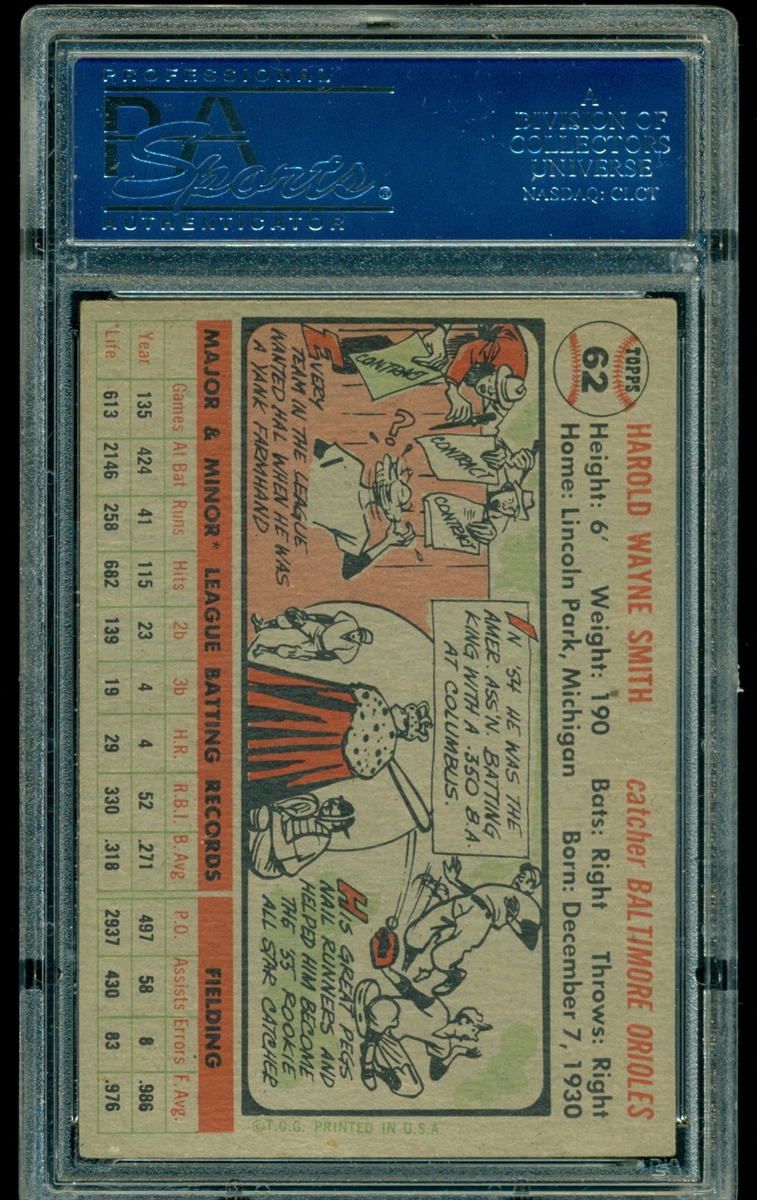 PROFESSIONAL
PSA
Sports®
AUTHENTICATOR
A
DIVISION OF
COLLECTORS
UNIVERSE
NASDAQ: CLCT
TOPPS
62
HAROLD WAYNE SMITH catcher BALTIMORE ORIOLES
Height: 6' Weight: 190 Bats: Right Throws: Right
Home: Lincoln Park, Michigan Born: December 7, 1930
CONTRACT
CONTRACT
CONTRACT
?
EVERY
TEAM IN THE LEAGUE
WANTED HAL WHEN HE WAS
A YANK FARMHAND.
IN '54 HE WAS THE
AMER. ASS'N. BATTING
KING WITH A .350 B.A.
AT COLUMBUS.
HIS GREAT PEGS
NAIL RUNNERS AND
HELPED HIM BECOME
THE '55 ROOKIE
ALL STAR CATCHER.
MAJOR & MINOR* LEAGUE BATTING RECORDS FIELDING
Games At Bat Runs Hits 2b 3b H.R. R.B.I. B.Avg P.O. Assists Errors F.Avg.
Year 135 424 41 115 23 4 4 52 .271 497 58 8 .986
*Life 613 2146 258 682 139 19 29 330 .318 2937 430 83 .976
©T.C.G. PRINTED IN U.S.A.